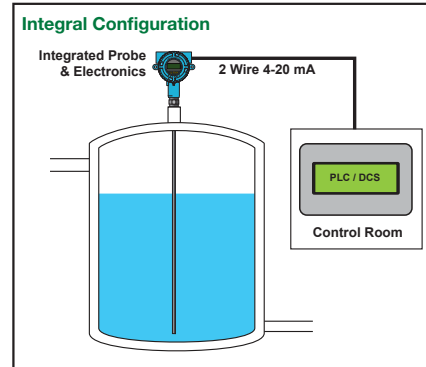 Integral Configuration
Integrated Probe
& Electronics
2 Wire 4-20 mA
PLC / DCS
Control Room